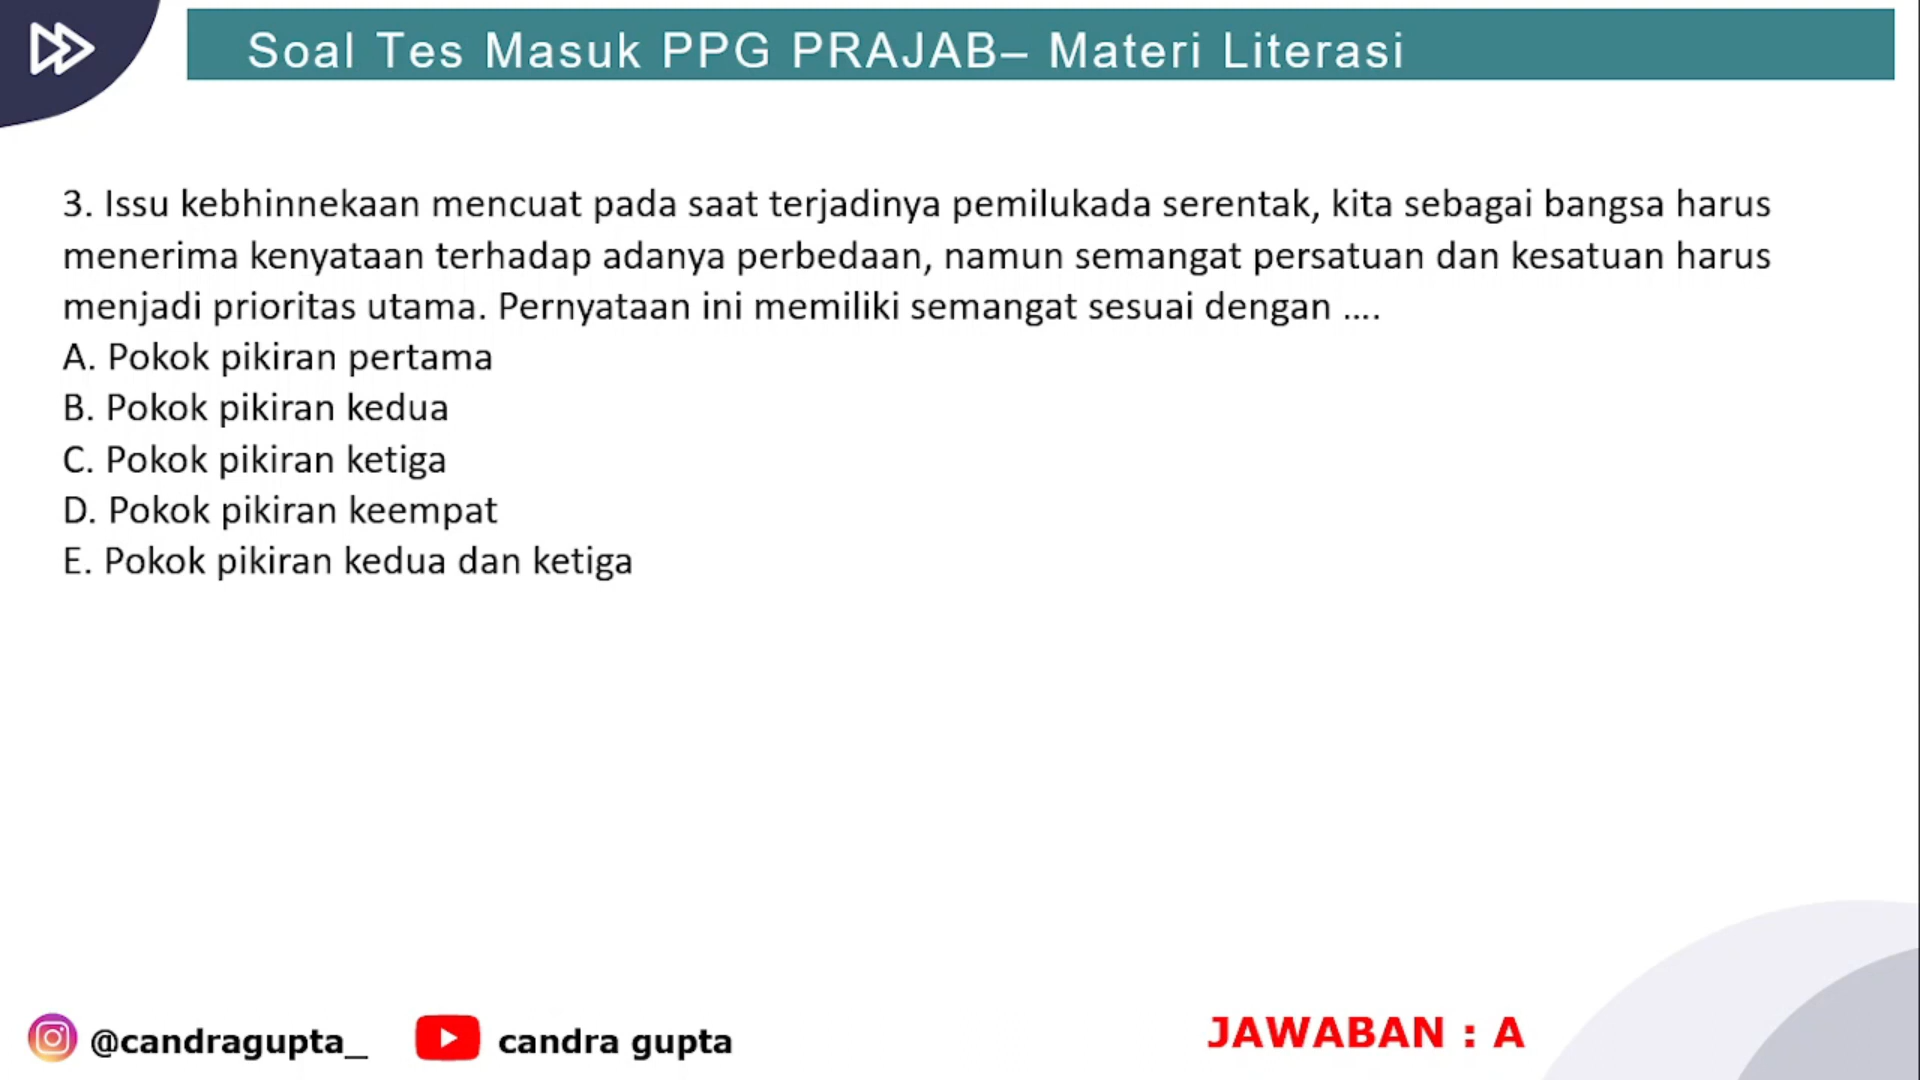 Soal Tes Masuk PPG PRAJAB– Materi Literasi
3. Issu kebhinnekaan mencuat pada saat terjadinya pemilukada serentak, kita sebagai bangsa harus
menerima kenyataan terhadap adanya perbedaan, namun semangat persatuan dan kesatuan harus
menjadi prioritas utama. Pernyataan ini memiliki semangat sesuai dengan ....
A. Pokok pikiran pertama
B. Pokok pikiran kedua
C. Pokok pikiran ketiga
D. Pokok pikiran keempat
E. Pokok pikiran kedua dan ketiga
@candragupta_
candra gupta
JAWABAN : A